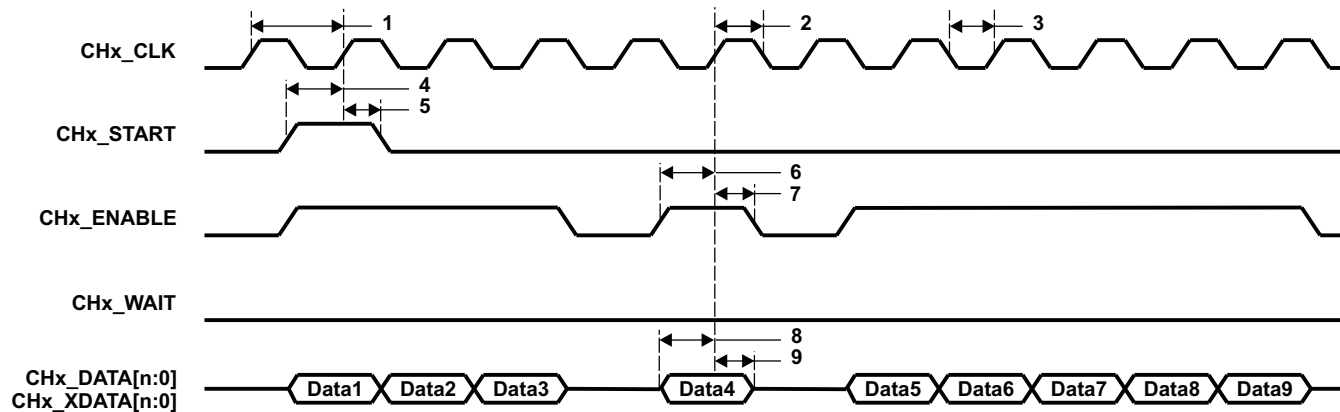 1
2
3
CHx_CLK
4
5
CHx_START
6
7
CHx_ENABLE
CHx_WAIT
8
9
CHx_DATA[n:0]
CHx_XDATA[n:0]
Data1 Data2 Data3 Data4 Data5 Data6 Data7 Data8 Data9